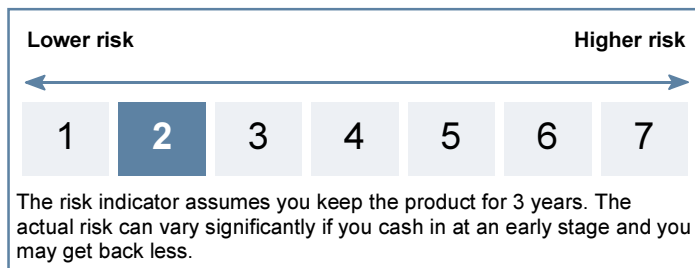 Lower risk Higher risk
1 2 3 4 5 6 7
The risk indicator assumes you keep the product for 3 years. The
actual risk can vary significantly if you cash in at an early stage and you
may get back less.